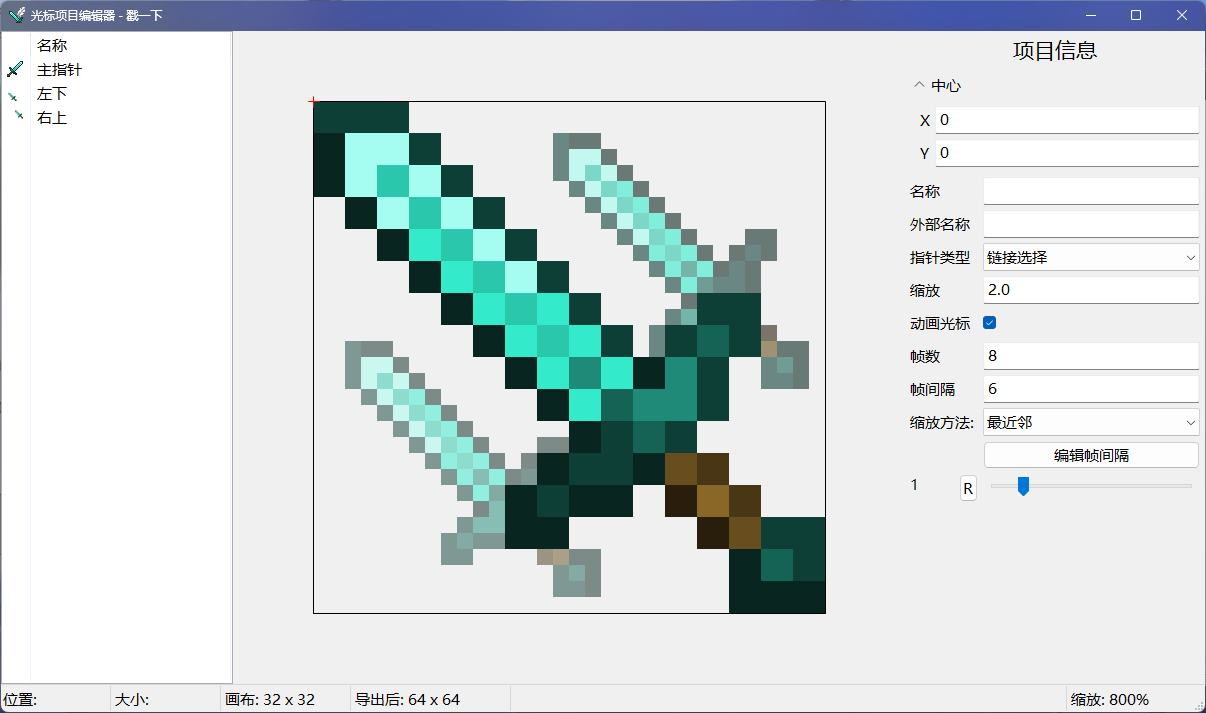 光标项目编辑器 - 戳一下
名称
主指针
左下
右上
项目信息
中心
X 0
Y 0
名称
外部名称
指针类型 链接选择
缩放 2.0
动画光标
帧数 8
帧间隔 6
缩放方法: 最近邻
编辑帧间隔
1 R
位置: 大小: 画布: 32 x 32 导出后: 64 x 64 缩放: 800%